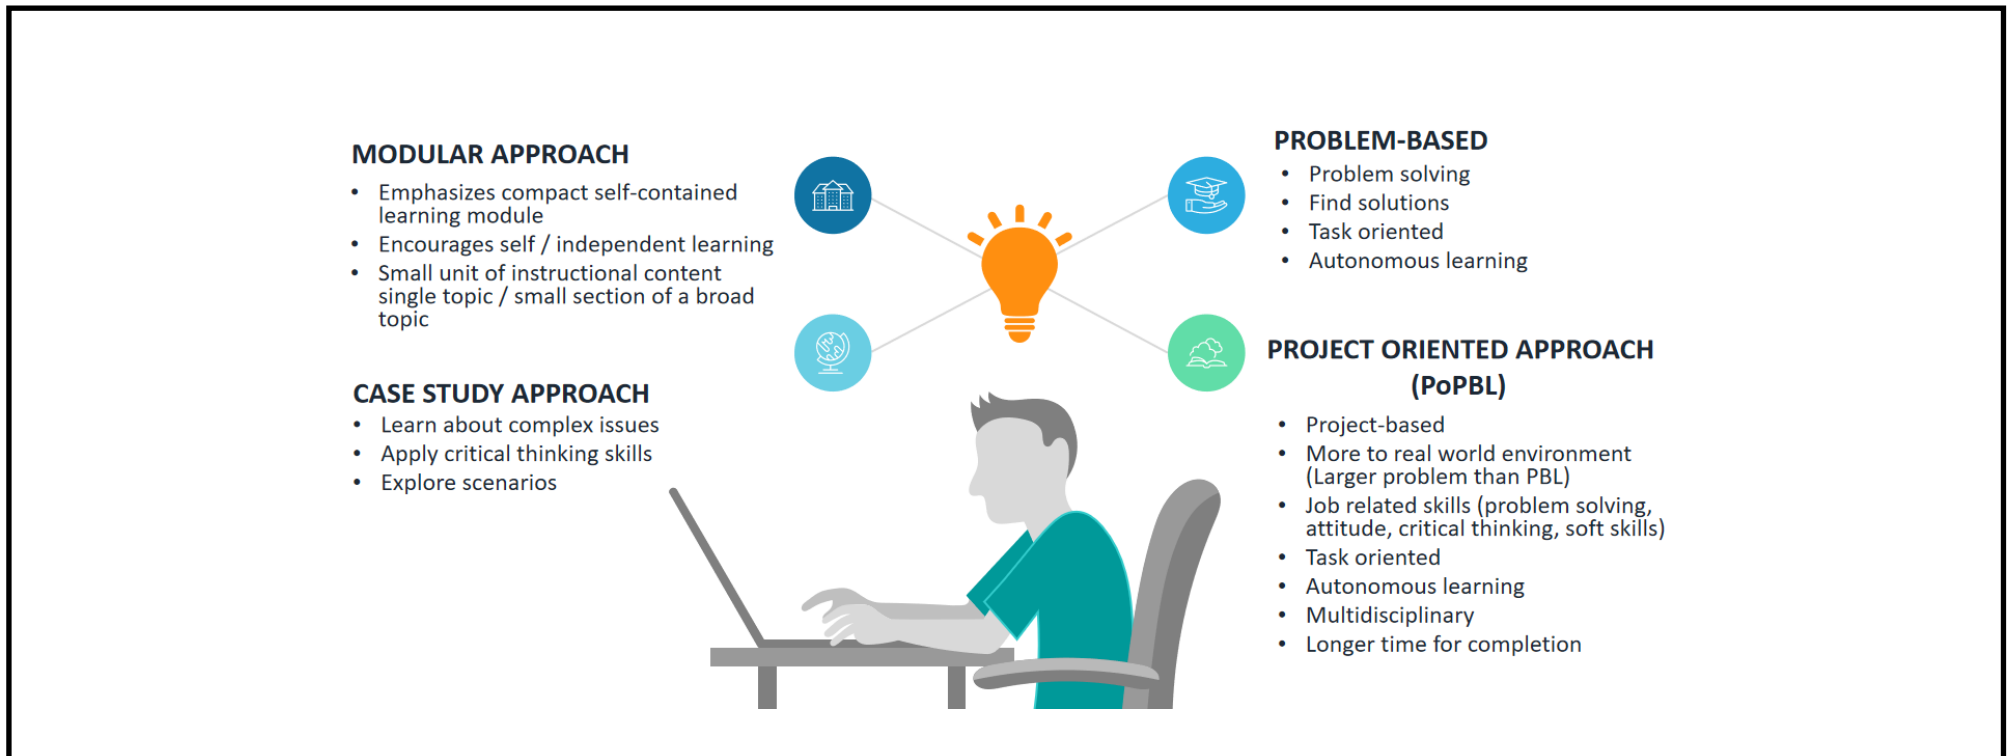 MODULAR APPROACH
• Emphasizes compact self-contained
learning module
• Encourages self / independent learning
• Small unit of instructional content
single topic / small section of a broad
topic
CASE STUDY APPROACH
• Learn about complex issues
• Apply critical thinking skills
• Explore scenarios
PROBLEM-BASED
• Problem solving
• Find solutions
• Task oriented
• Autonomous learning
PROJECT ORIENTED APPROACH
(PoPBL)
• Project-based
• More to real world environment
(Larger problem than PBL)
• Job related skills (problem solving,
attitude, critical thinking, soft skills)
• Task oriented
• Autonomous learning
• Multidisciplinary
• Longer time for completion